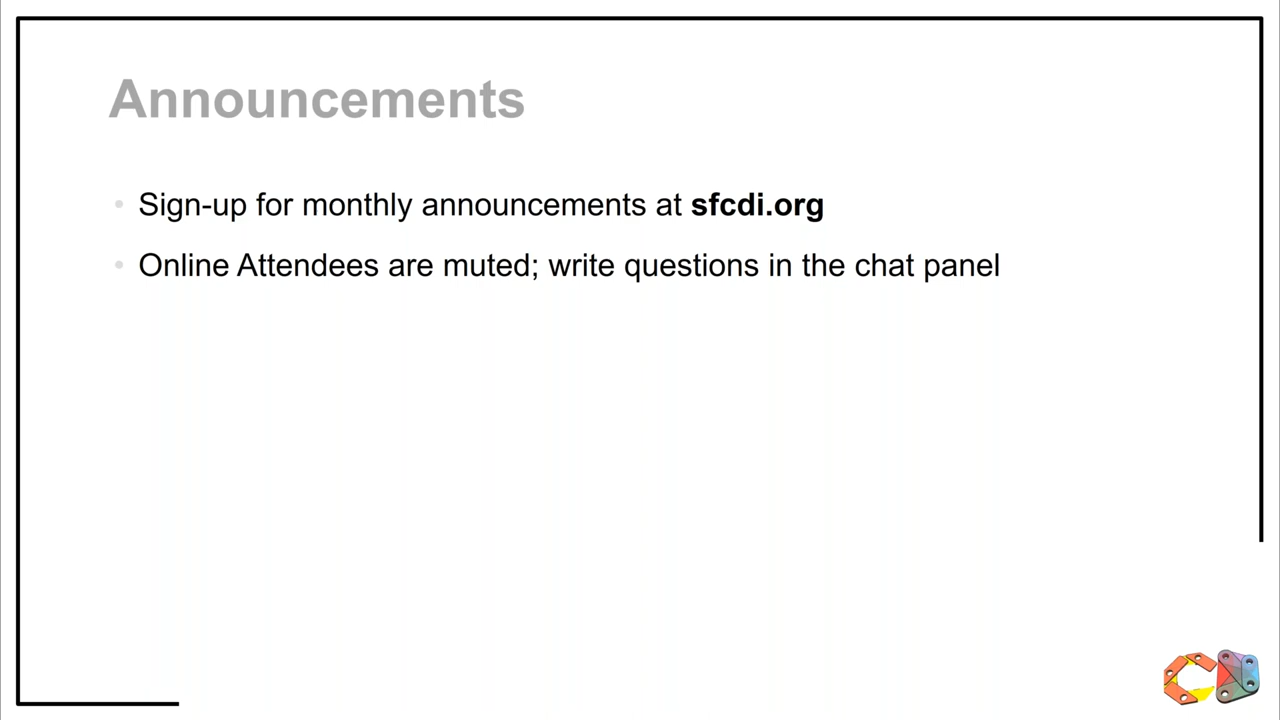 Announcements
• Sign-up for monthly announcements at sfcdi.org
• Online Attendees are muted; write questions in the chat panel